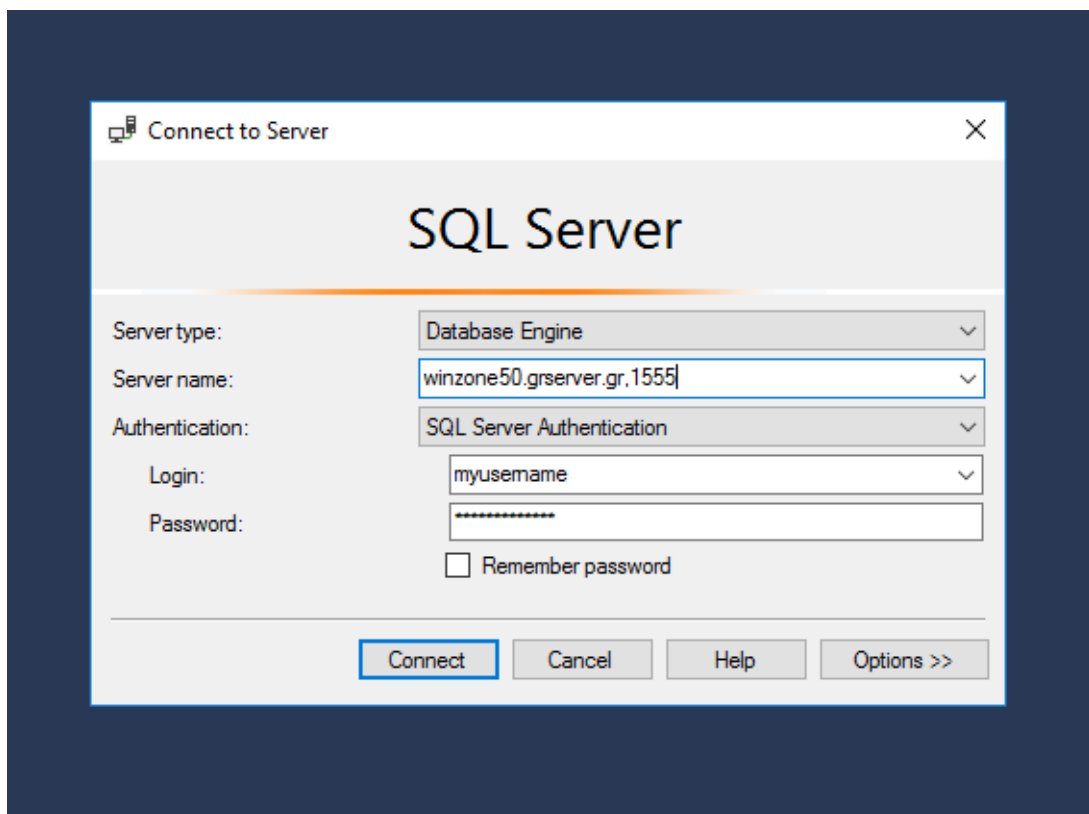 Connect to Server
SQL Server
Server type: Database Engine
Server name: winzone50.grserver.gr,1555
Authentication: SQL Server Authentication
Login: myusername
Password: *************
Remember password
Connect Cancel Help Options >>